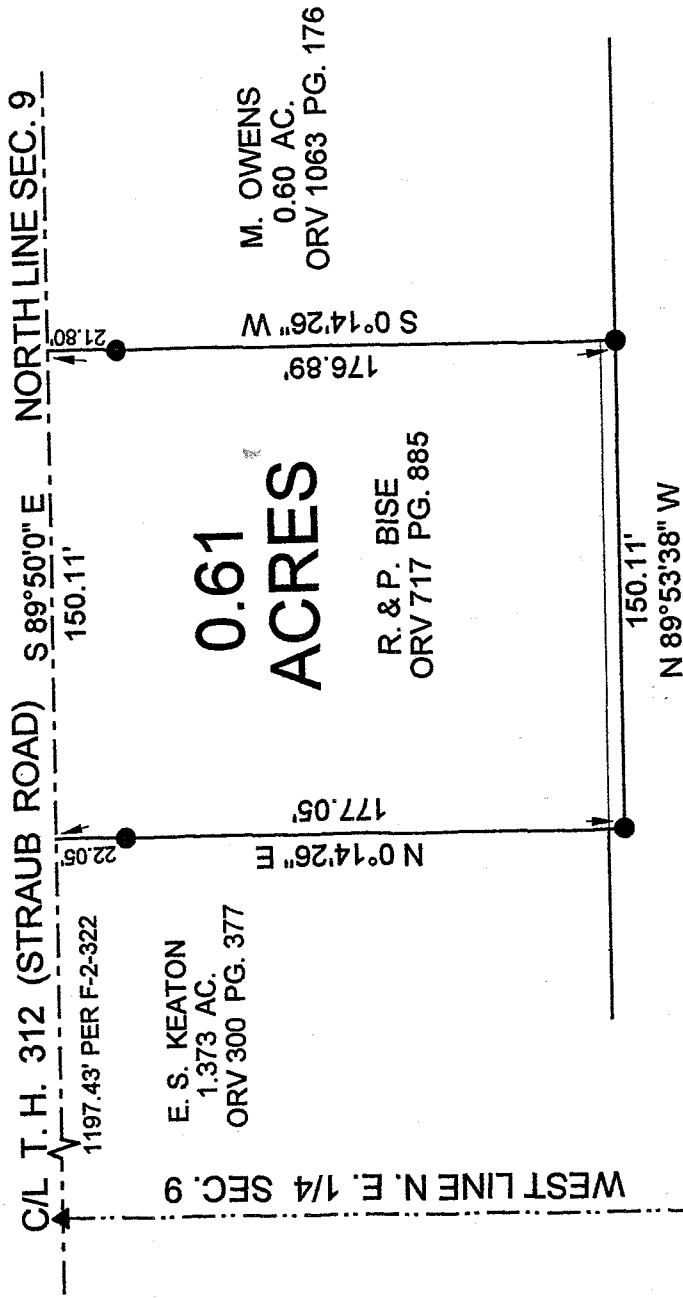 C/L T. H. 312 (STRAUB ROAD) S 89°50'0" E NORTH LINE SEC. 9
150.11'
1197.43' PER F-2-322
22.05'
21.80'
E. S. KEATON
1.373 AC.
ORV 300 PG. 377
N 0°14'26" E
177.05'
0.61
ACRES
R. & P. BISE
ORV 717 PG. 885
176.89'
S 0°14'26" W
M. OWENS
0.60 AC.
ORV 1063 PG. 176
WEST LINE N. E. 1/4 SEC. 9
150.11'
N 89°53'38" W